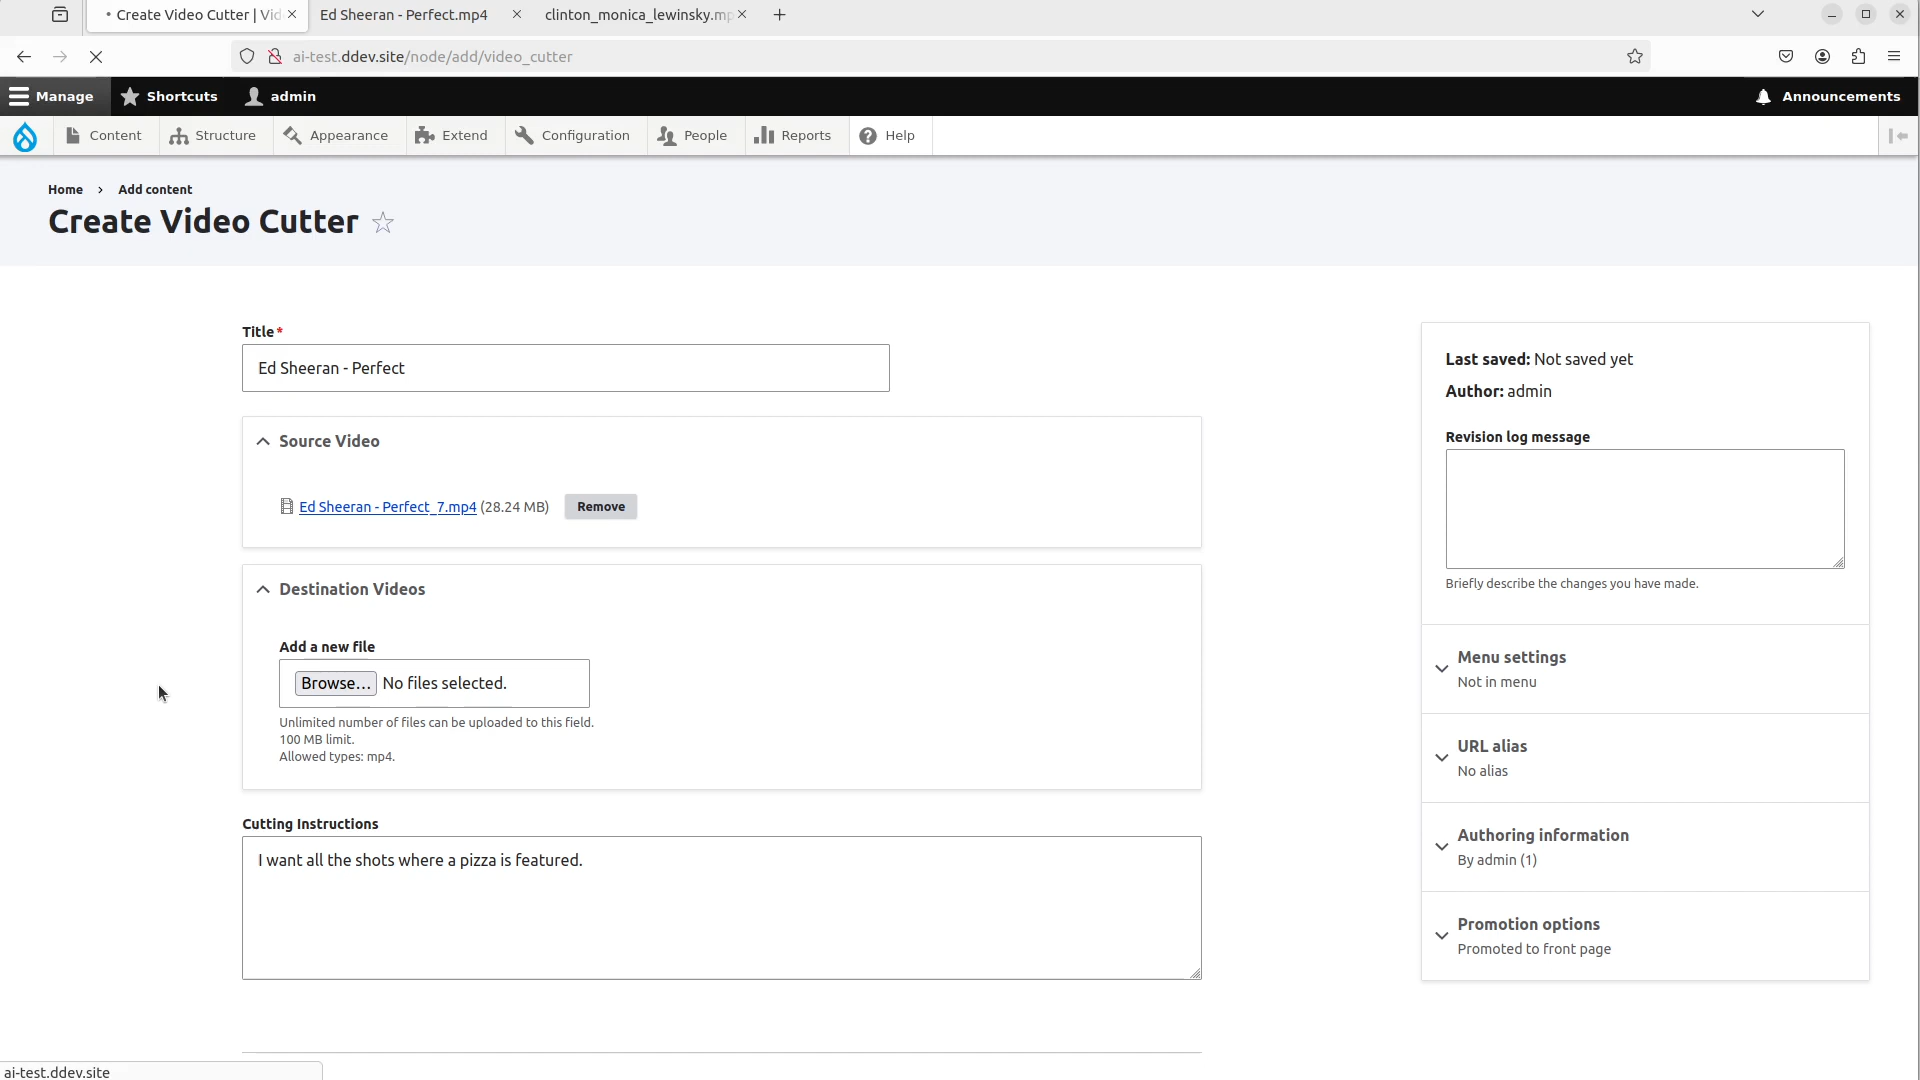 Create Video Cutter | Vid
Ed Sheeran - Perfect.mp4
clinton_monica_lewinsky.mp
ai-test.ddev.site/node/add/video_cutter
Manage
Shortcuts
admin
Announcements
Content
Structure
Appearance
Extend
Configuration
People
Reports
Help
Home › Add content
Create Video Cutter
Title*
Ed Sheeran - Perfect
Source Video
Ed Sheeran - Perfect_7.mp4 (28.24 MB)
Remove
Destination Videos
Add a new file
Browse... No files selected.
Unlimited number of files can be uploaded to this field.
100 MB limit.
Allowed types: mp4.
Cutting Instructions
I want all the shots where a pizza is featured.
Last saved: Not saved yet
Author: admin
Revision log message
Briefly describe the changes you have made.
Menu settings
Not in menu
URL alias
No alias
Authoring information
By admin (1)
Promotion options
Promoted to front page
ai-test.ddev.site